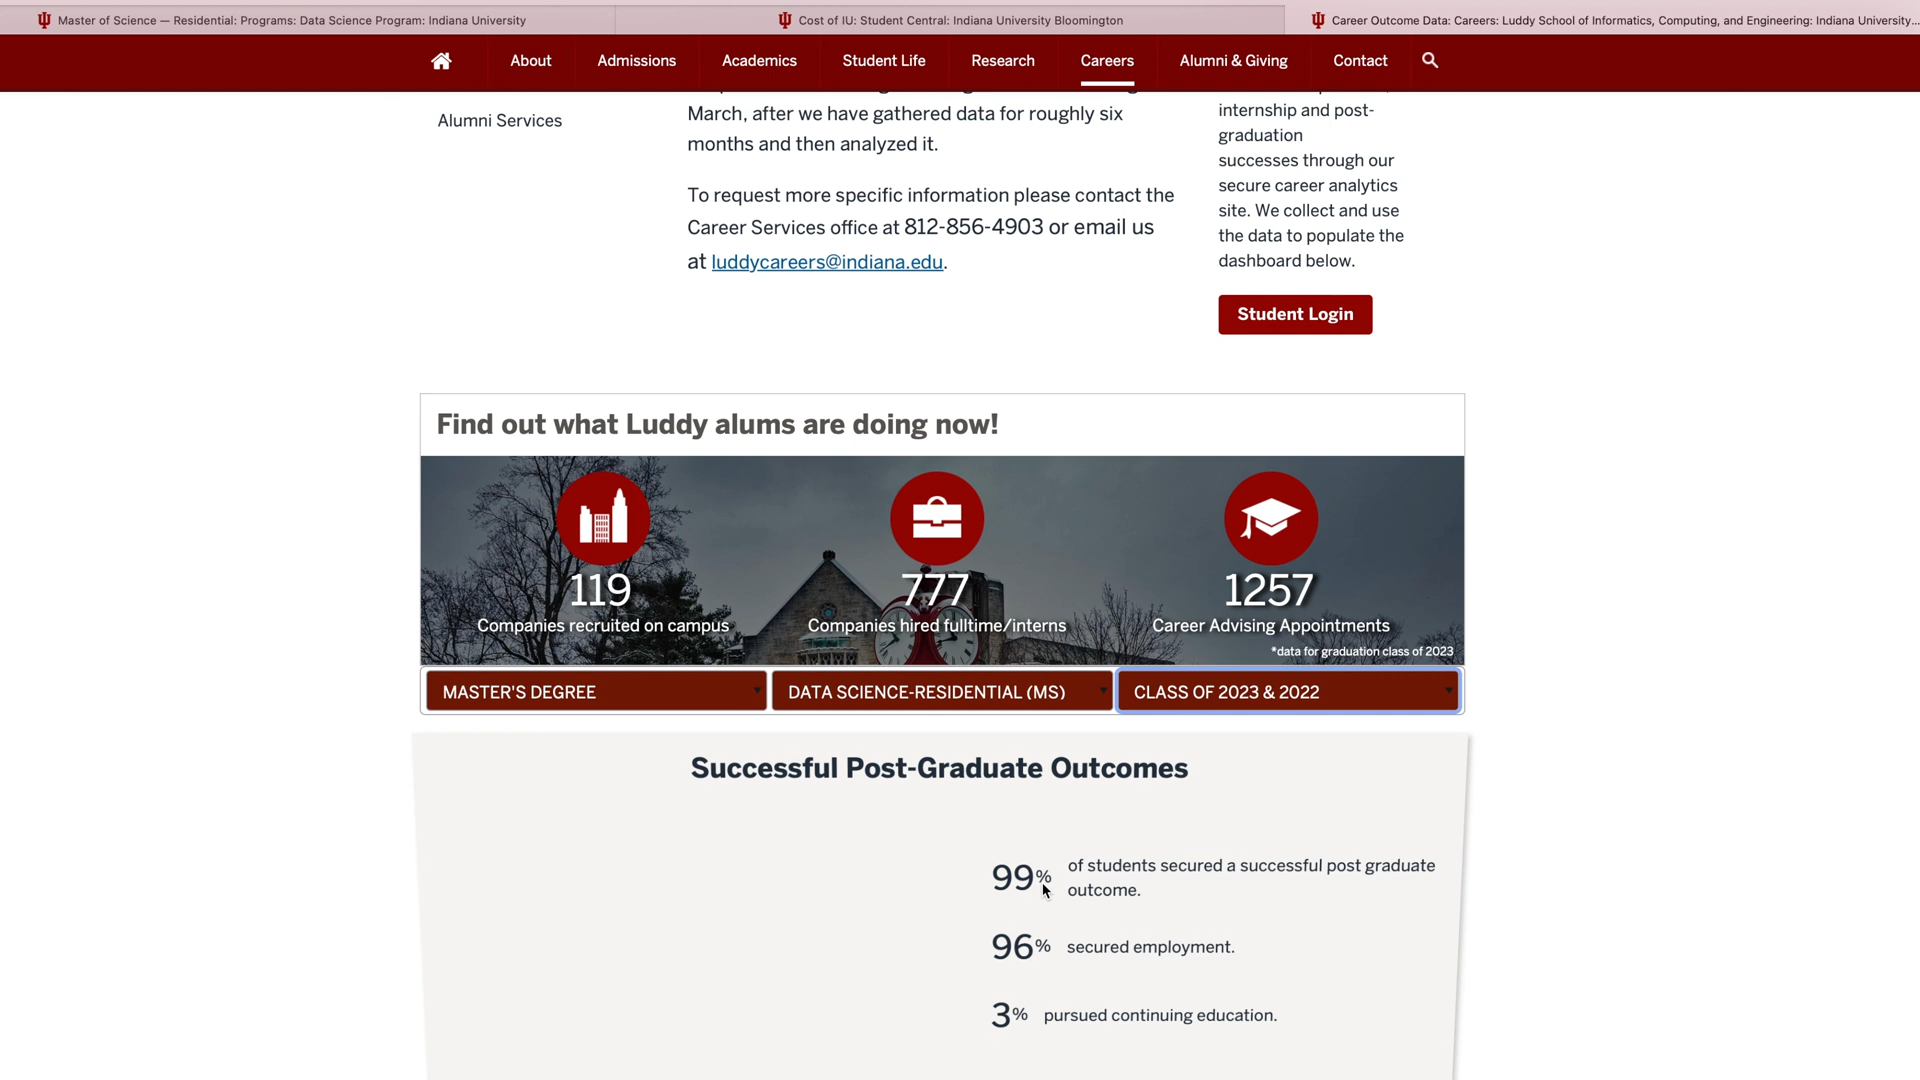 Master of Science — Residential: Programs: Data Science Program: Indiana University
Cost of IU: Student Central: Indiana University Bloomington
Career Outcome Data: Careers: Luddy School of Informatics, Computing, and Engineering: Indiana University...
About
Admissions
Academics
Student Life
Research
Careers
Alumni & Giving
Contact
Alumni Services
March, after we have gathered data for roughly six
months and then analyzed it.
To request more specific information please contact the
Career Services office at 812-856-4903 or email us
at luddycareers@indiana.edu.
internship and post-
graduation
successes through our
secure career analytics
site. We collect and use
the data to populate the
dashboard below.
Student Login
Find out what Luddy alums are doing now!
119
Companies recruited on campus
777
Companies hired fulltime/interns
1257
Career Advising Appointments
*data for graduation class of 2023
MASTER'S DEGREE
DATA SCIENCE-RESIDENTIAL (MS)
CLASS OF 2023 & 2022
Successful Post-Graduate Outcomes
99% of students secured a successful post graduate
outcome.
96% secured employment.
3% pursued continuing education.